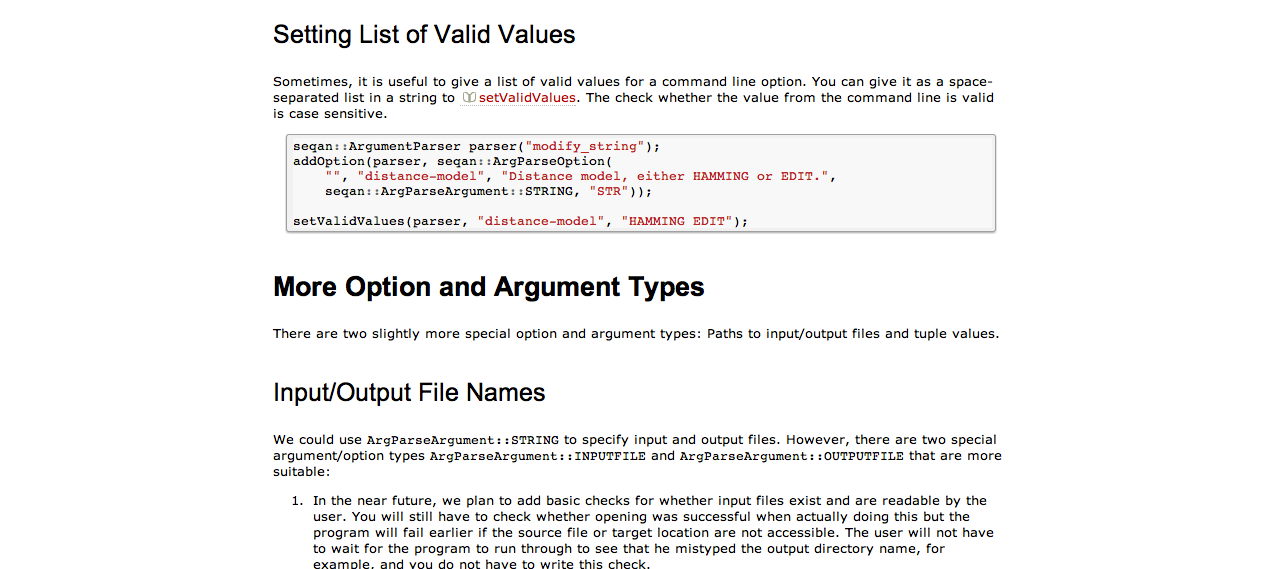 Setting List of Valid Values
Sometimes, it is useful to give a list of valid values for a command line option. You can give it as a space-
separated list in a string to setValidValues. The check whether the value from the command line is valid
is case sensitive.
seqan::ArgumentParser parser("modify_string");
addOption(parser, seqan::ArgParseOption(
    "", "distance-model", "Distance model, either HAMMING or EDIT.",
    seqan::ArgParseArgument::STRING, "STR"));
setValidValues(parser, "distance-model", "HAMMING EDIT");
More Option and Argument Types
There are two slightly more special option and argument types: Paths to input/output files and tuple values.
Input/Output File Names
We could use ArgParseArgument::STRING to specify input and output files. However, there are two special
argument/option types ArgParseArgument::INPUTFILE and ArgParseArgument::OUTPUTFILE that are more
suitable:
1. In the near future, we plan to add basic checks for whether input files exist and are readable by the
user. You will still have to check whether opening was successful when actually doing this but the
program will fail earlier if the source file or target location are not accessible. The user will not have
to wait for the program to run through to see that he mistyped the output directory name, for
example, and you do not have to write this check.